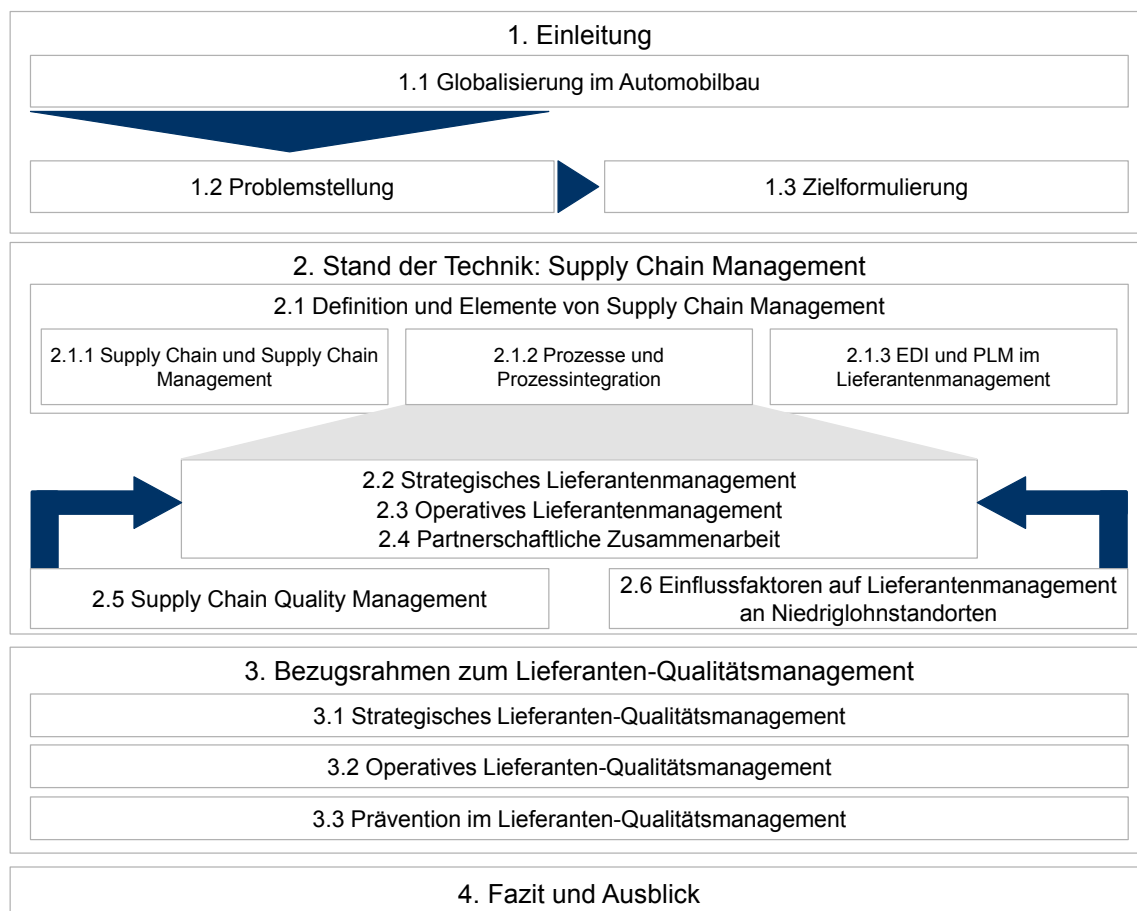 1. Einleitung
1.1 Globalisierung im Automobilbau
1.2 Problemstellung
1.3 Zielformulierung
2. Stand der Technik: Supply Chain Management
2.1 Definition und Elemente von Supply Chain Management
2.1.1 Supply Chain und Supply Chain
Management
2.1.2 Prozesse und
Prozessintegration
2.1.3 EDI und PLM im
Lieferantenmanagement
2.2 Strategisches Lieferantenmanagement
2.3 Operatives Lieferantenmanagement
2.4 Partnerschaftliche Zusammenarbeit
2.5 Supply Chain Quality Management
2.6 Einflussfaktoren auf Lieferantenmanagement
an Niedriglohnstandorten
3. Bezugsrahmen zum Lieferanten-Qualitätsmanagement
3.1 Strategisches Lieferanten-Qualitätsmanagement
3.2 Operatives Lieferanten-Qualitätsmanagement
3.3 Prävention im Lieferanten-Qualitätsmanagement
4. Fazit und Ausblick